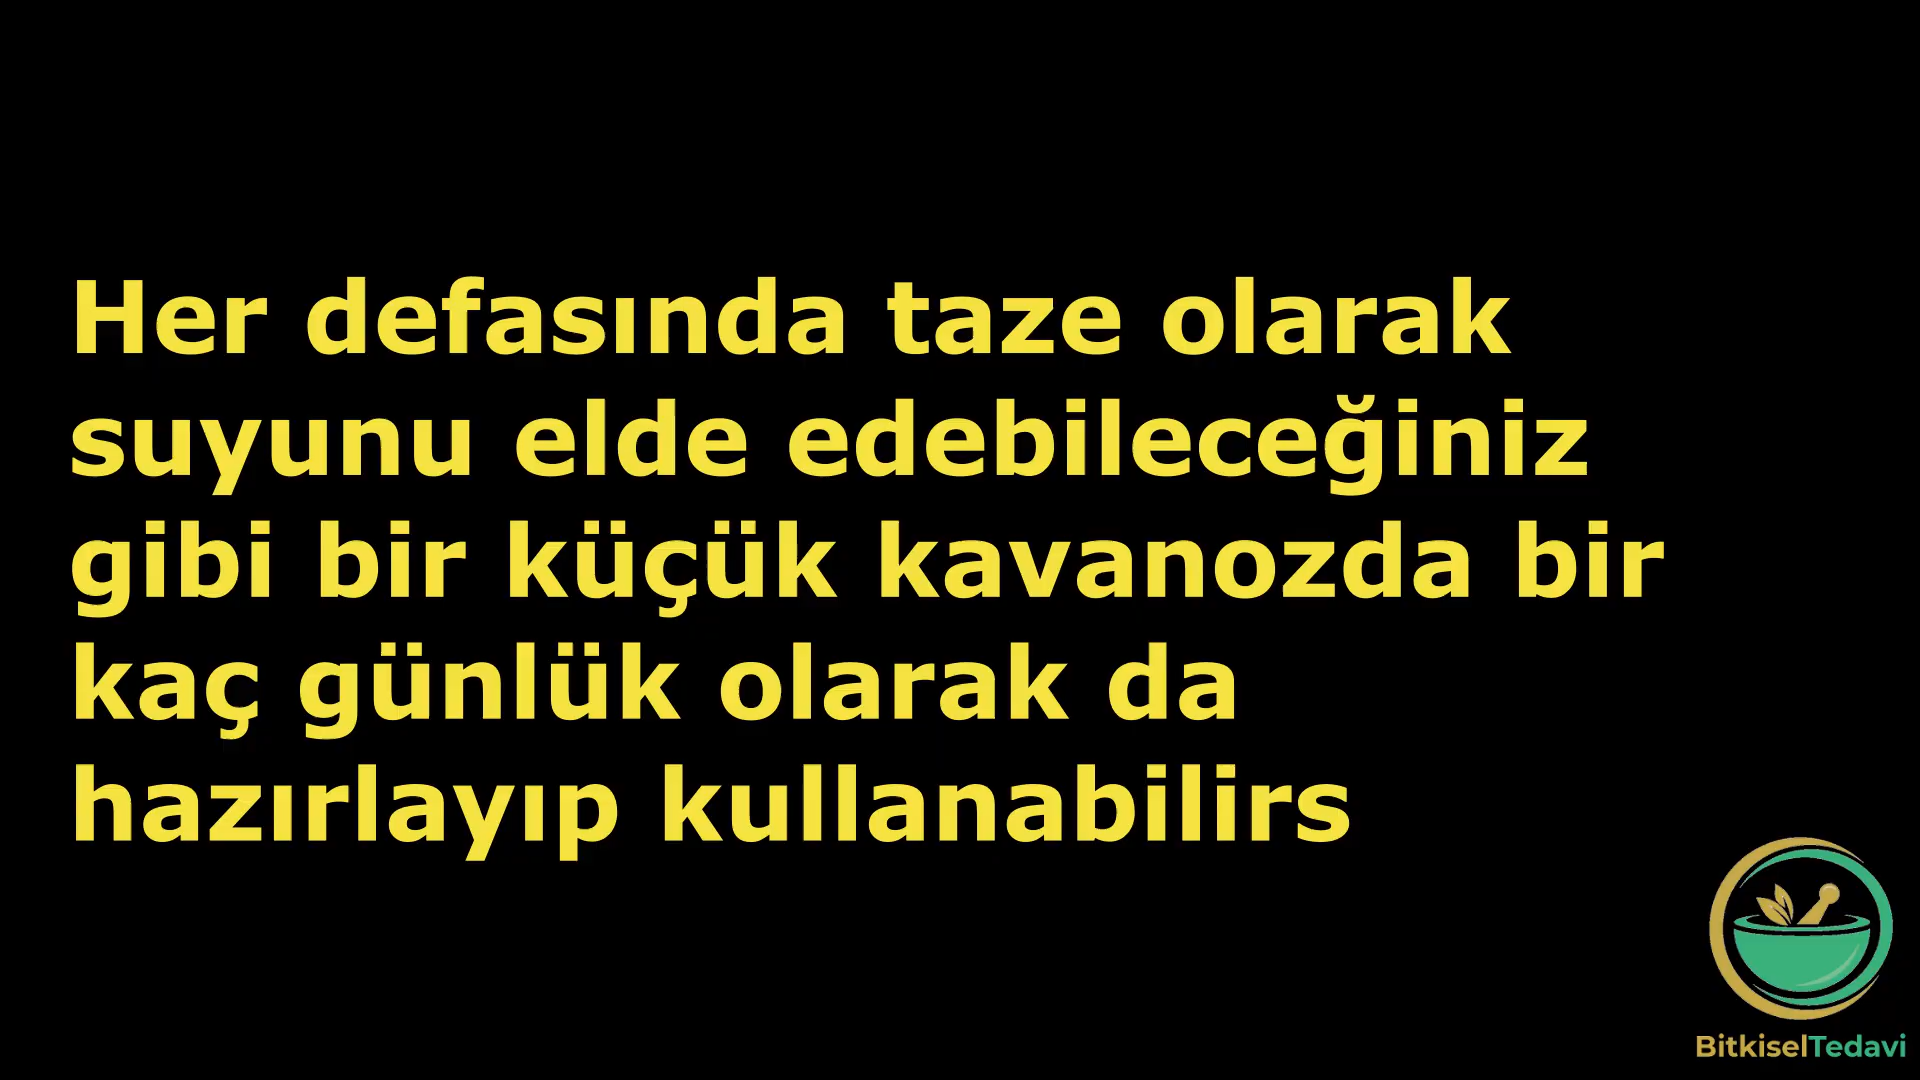 Her defasında taze olarak
suyunu elde edebileceğiniz
gibi bir küçük kavanozda bir
kaç günlük olarak da
hazırlayıp kullanabilirs
BitkiselTedavi